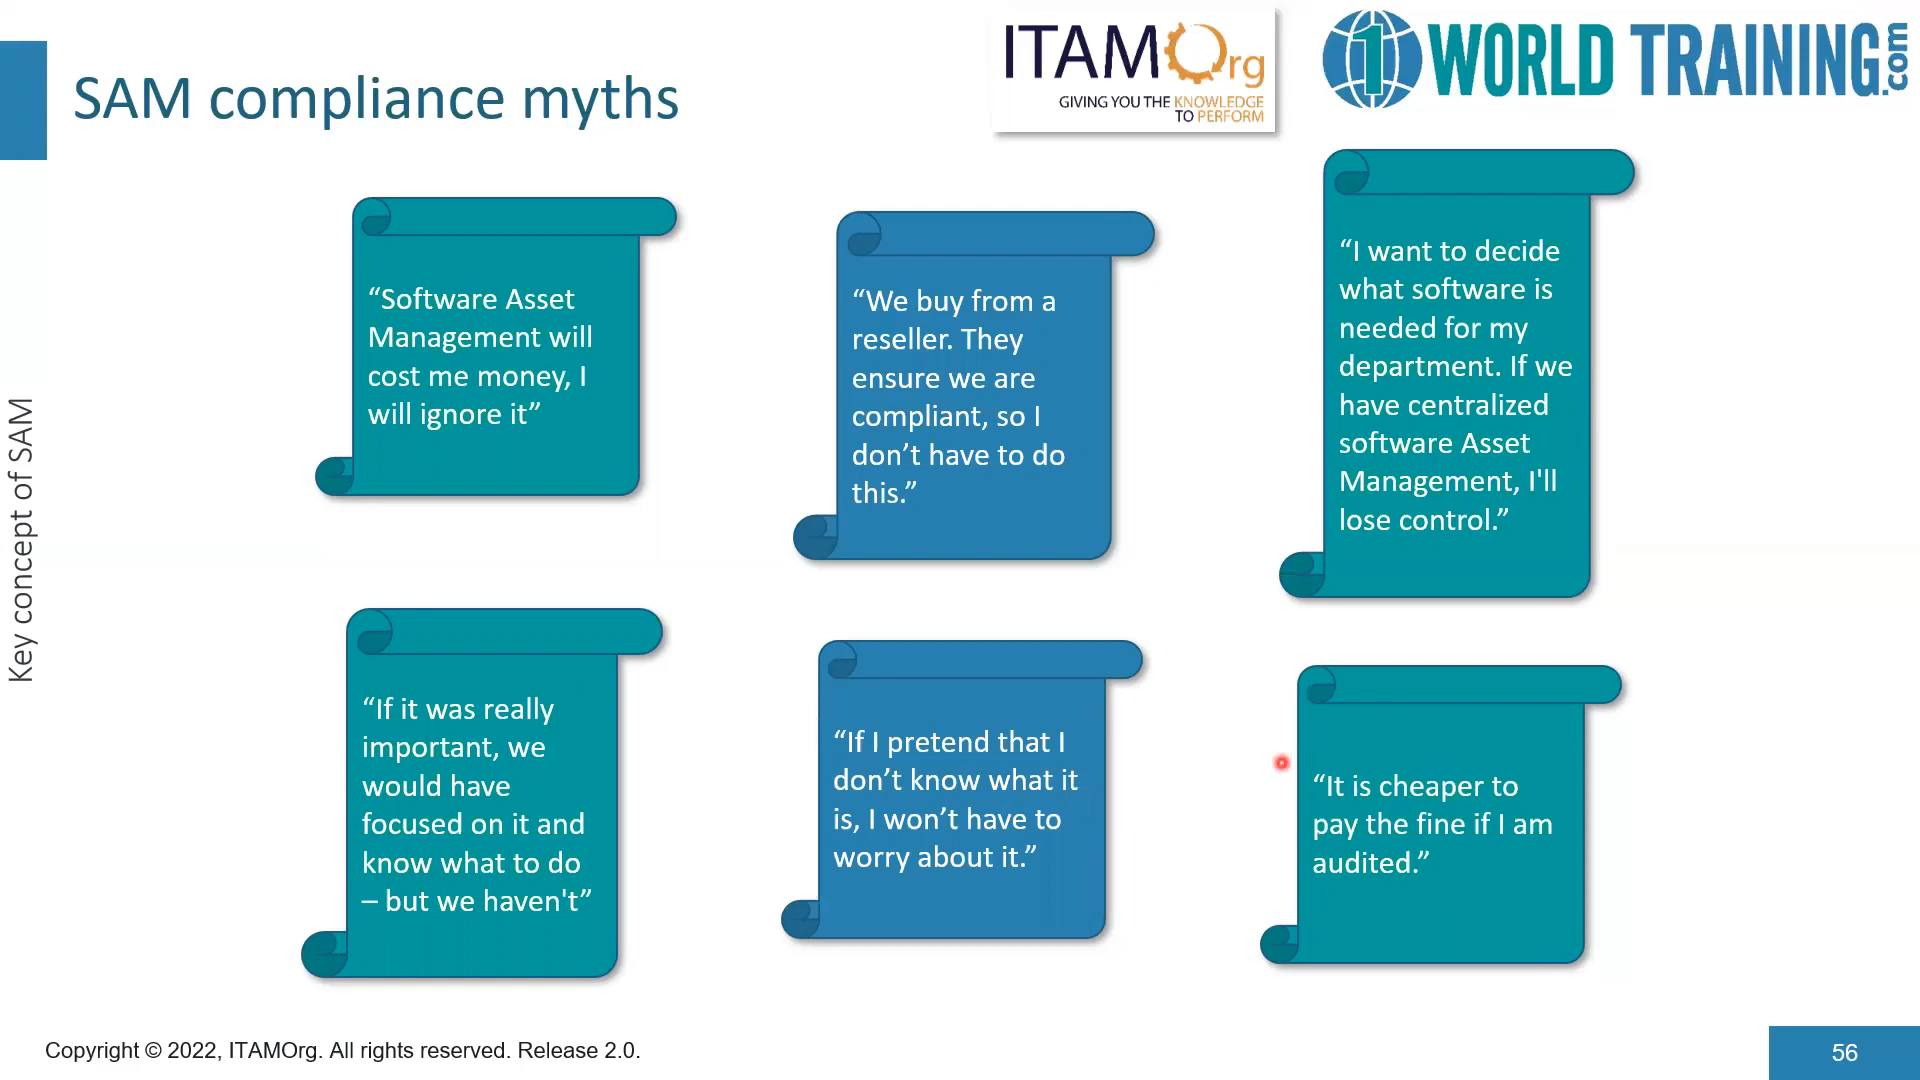 SAM compliance myths
ITAMOrg
GIVING YOU THE KNOWLEDGE
TO PERFORM
1 WORLD TRAINING.com
“Software Asset
Management will
cost me money, I
will ignore it”
“We buy from a
reseller. They
ensure we are
compliant, so I
don’t have to do
this.”
“I want to decide
what software is
needed for my
department. If we
have centralized
software Asset
Management, I'll
lose control.”
Key concept of SAM
“If it was really
important, we
would have
focused on it and
know what to do
– but we haven't”
“If I pretend that I
don’t know what it
is, I won’t have to
worry about it.”
“It is cheaper to
pay the fine if I am
audited.”
Copyright © 2022, ITAMOrg. All rights reserved. Release 2.0.
56